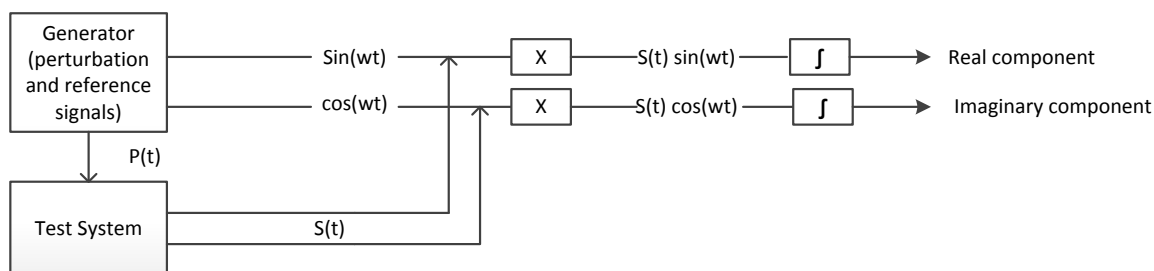 Generator
(perturbation
and reference
signals)
Sin(wt)
X
S(t) sin(wt)
∫
Real component
cos(wt)
X
S(t) cos(wt)
∫
Imaginary component
P(t)
Test System
S(t)